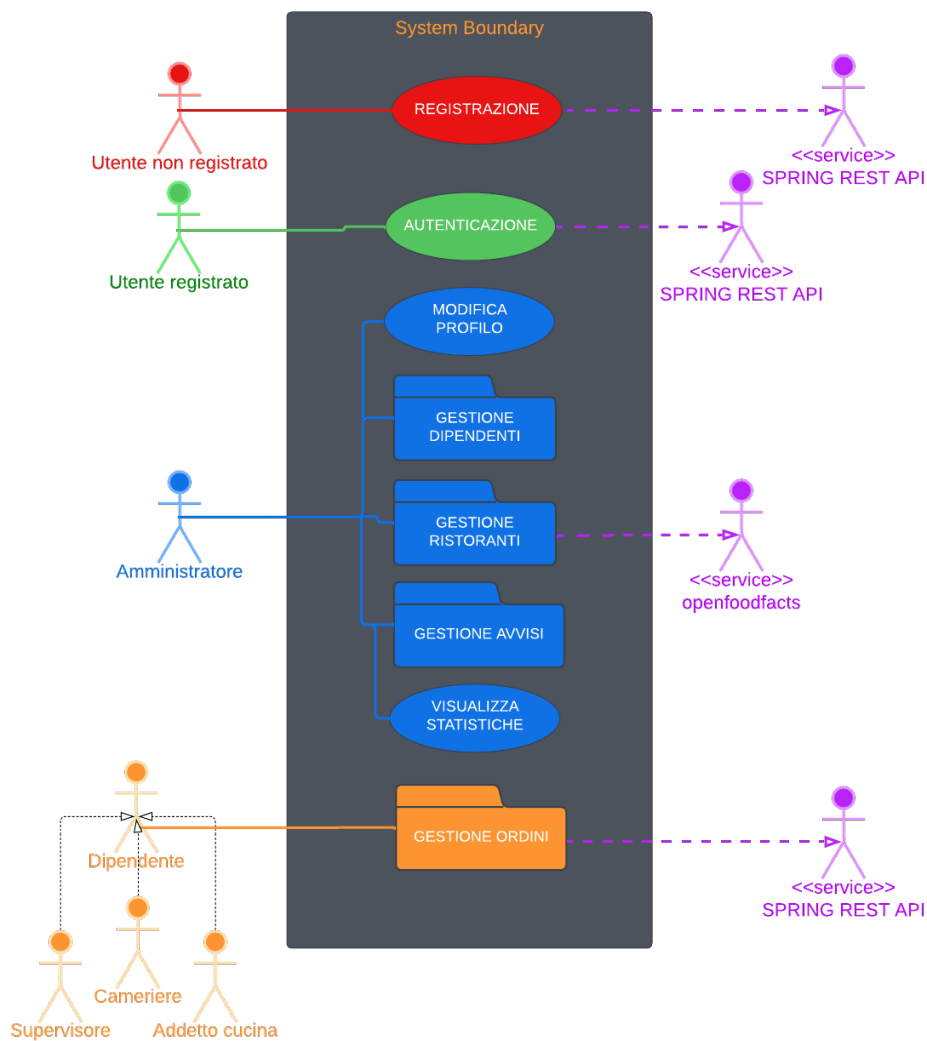 System Boundary
REGISTRAZIONE
Utente non registrato
<<service>>
SPRING REST API
AUTENTICAZIONE
Utente registrato
<<service>>
SPRING REST API
MODIFICA
PROFILO
GESTIONE
DIPENDENTI
GESTIONE
RISTORANTI
Amministratore
<<service>>
openfoodfacts
GESTIONE AVVISI
VISUALIZZA
STATISTICHE
GESTIONE ORDINI
Dipendente
<<service>>
SPRING REST API
Cameriere
Supervisore
Addetto cucina